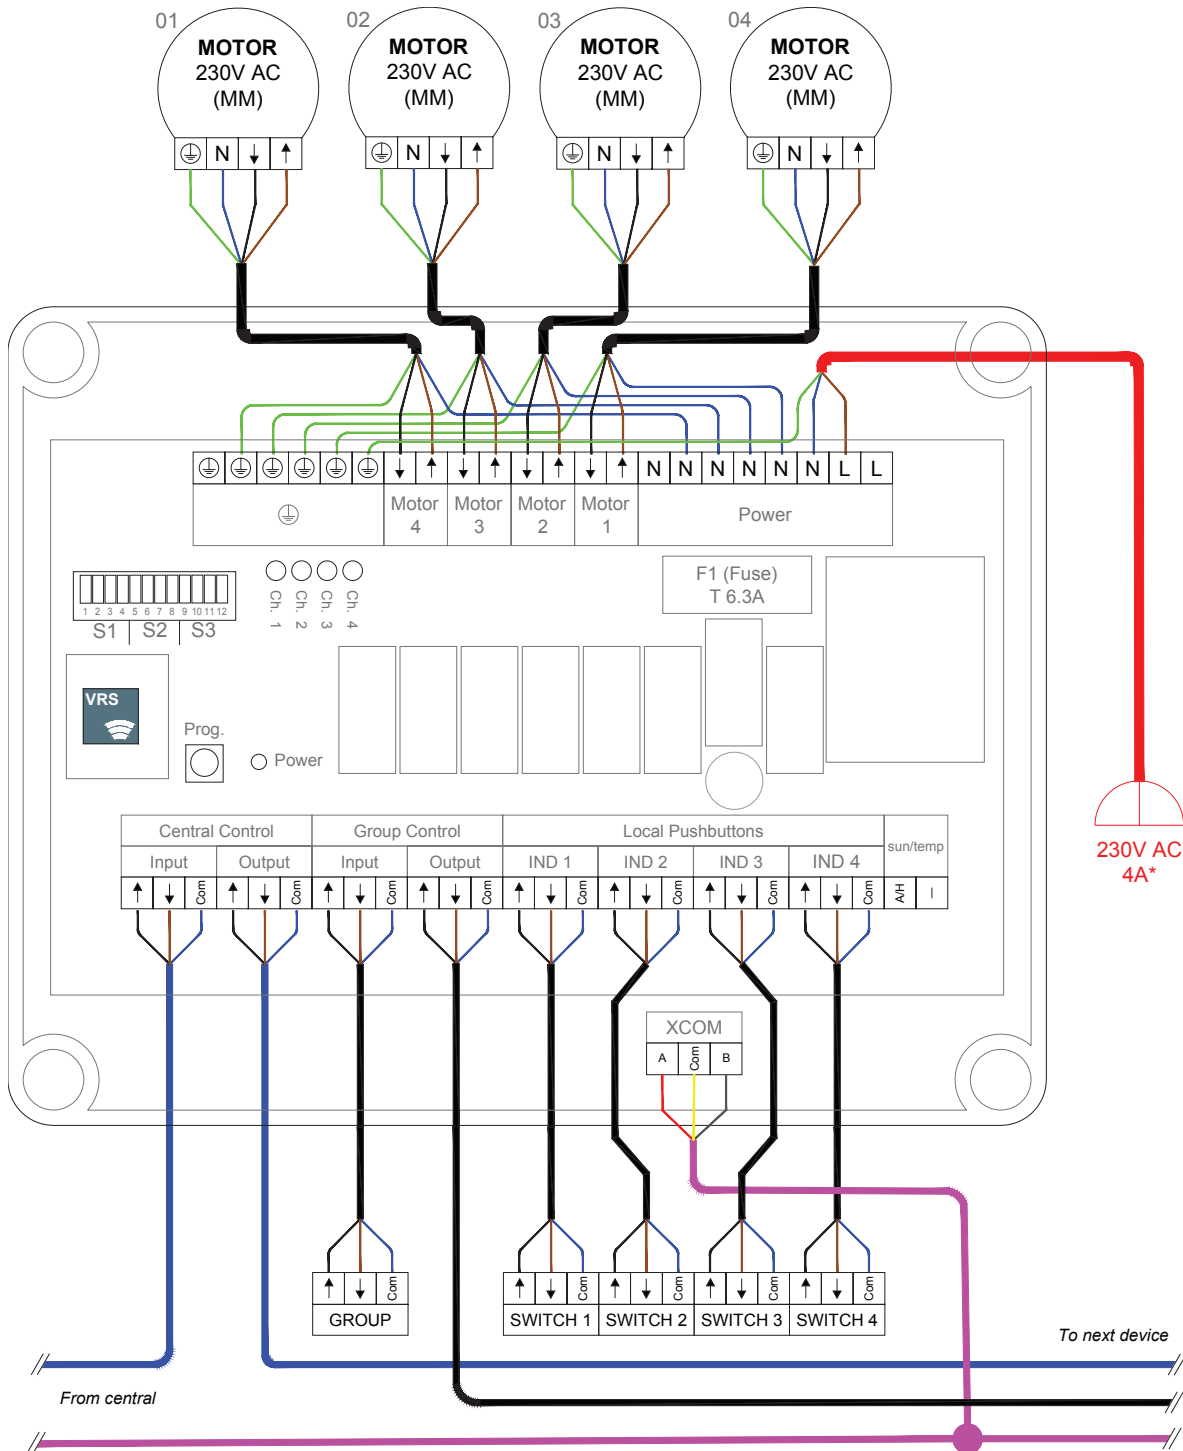 01 02 03 04
MOTOR MOTOR MOTOR MOTOR
230V AC 230V AC 230V AC 230V AC
(MM) (MM) (MM) (MM)
N N N N
N N N N N N L L
Motor 4 Motor 3 Motor 2 Motor 1 Power
F1 (Fuse)
T 6.3A
Ch. 1 Ch. 2 Ch. 3 Ch. 4
1 2 3 4 5 6 7 8 9 10 11 12
S1 S2 S3
VRS
Prog.
Power
230V AC
4A*
Central Control Group Control Local Pushbuttons sun/temp
Input Output Input Output IND 1 IND 2 IND 3 IND 4
Com Com Com Com Com Com Com Com A/H –
XCOM
A Com B
Com Com Com Com Com
GROUP SWITCH 1 SWITCH 2 SWITCH 3 SWITCH 4
To next device
From central